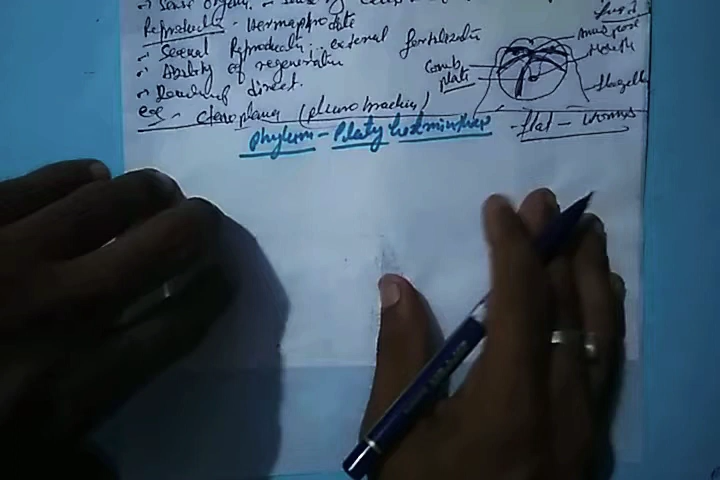 Reproductn - Hermaphrodite
→ Sexual Reproductn : external fertilizatn
→ Ability of regeneratn
→ direct.
eg - ctenoplana (pleurobrachia)
Mouth
Comb plate
flagella
Phylum - Platyhelminthes - flat - worms